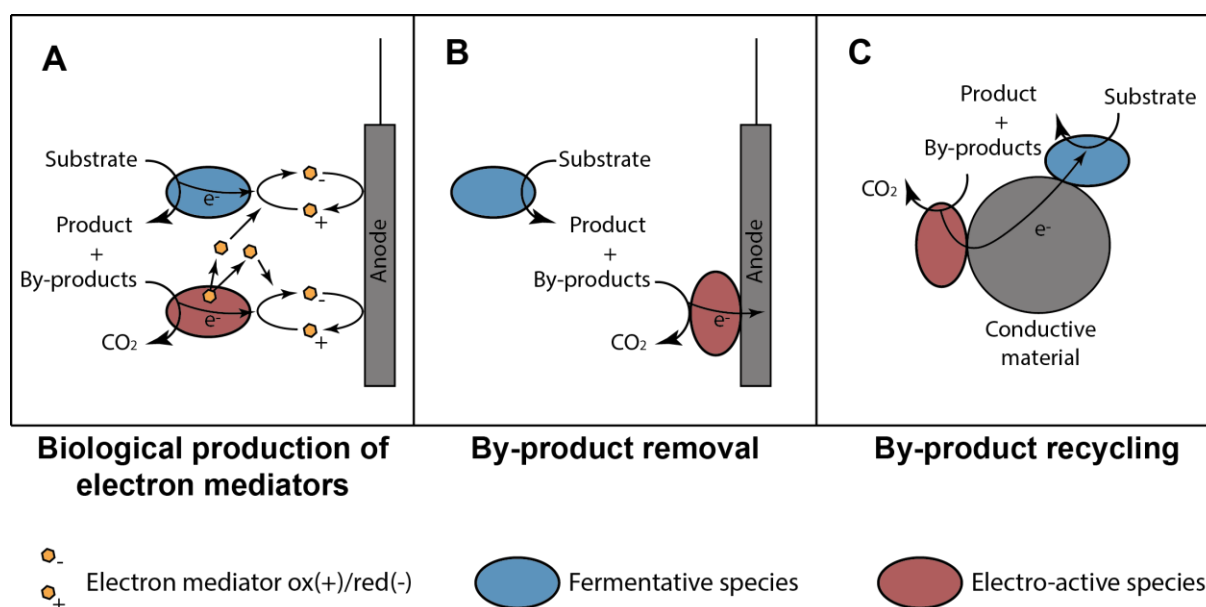 A
Substrate
e-
Product
+
By-products
e-
CO2
-
+
-
+
Anode
Biological production of
electron mediators
B
Substrate
Product
+
By-products
e-
CO2
Anode
By-product removal
C
Product
+
By-products
Substrate
CO2
e-
Conductive
material
By-product recycling
-
+
Electron mediator ox(+)/red(-)
Fermentative species
Electro-active species